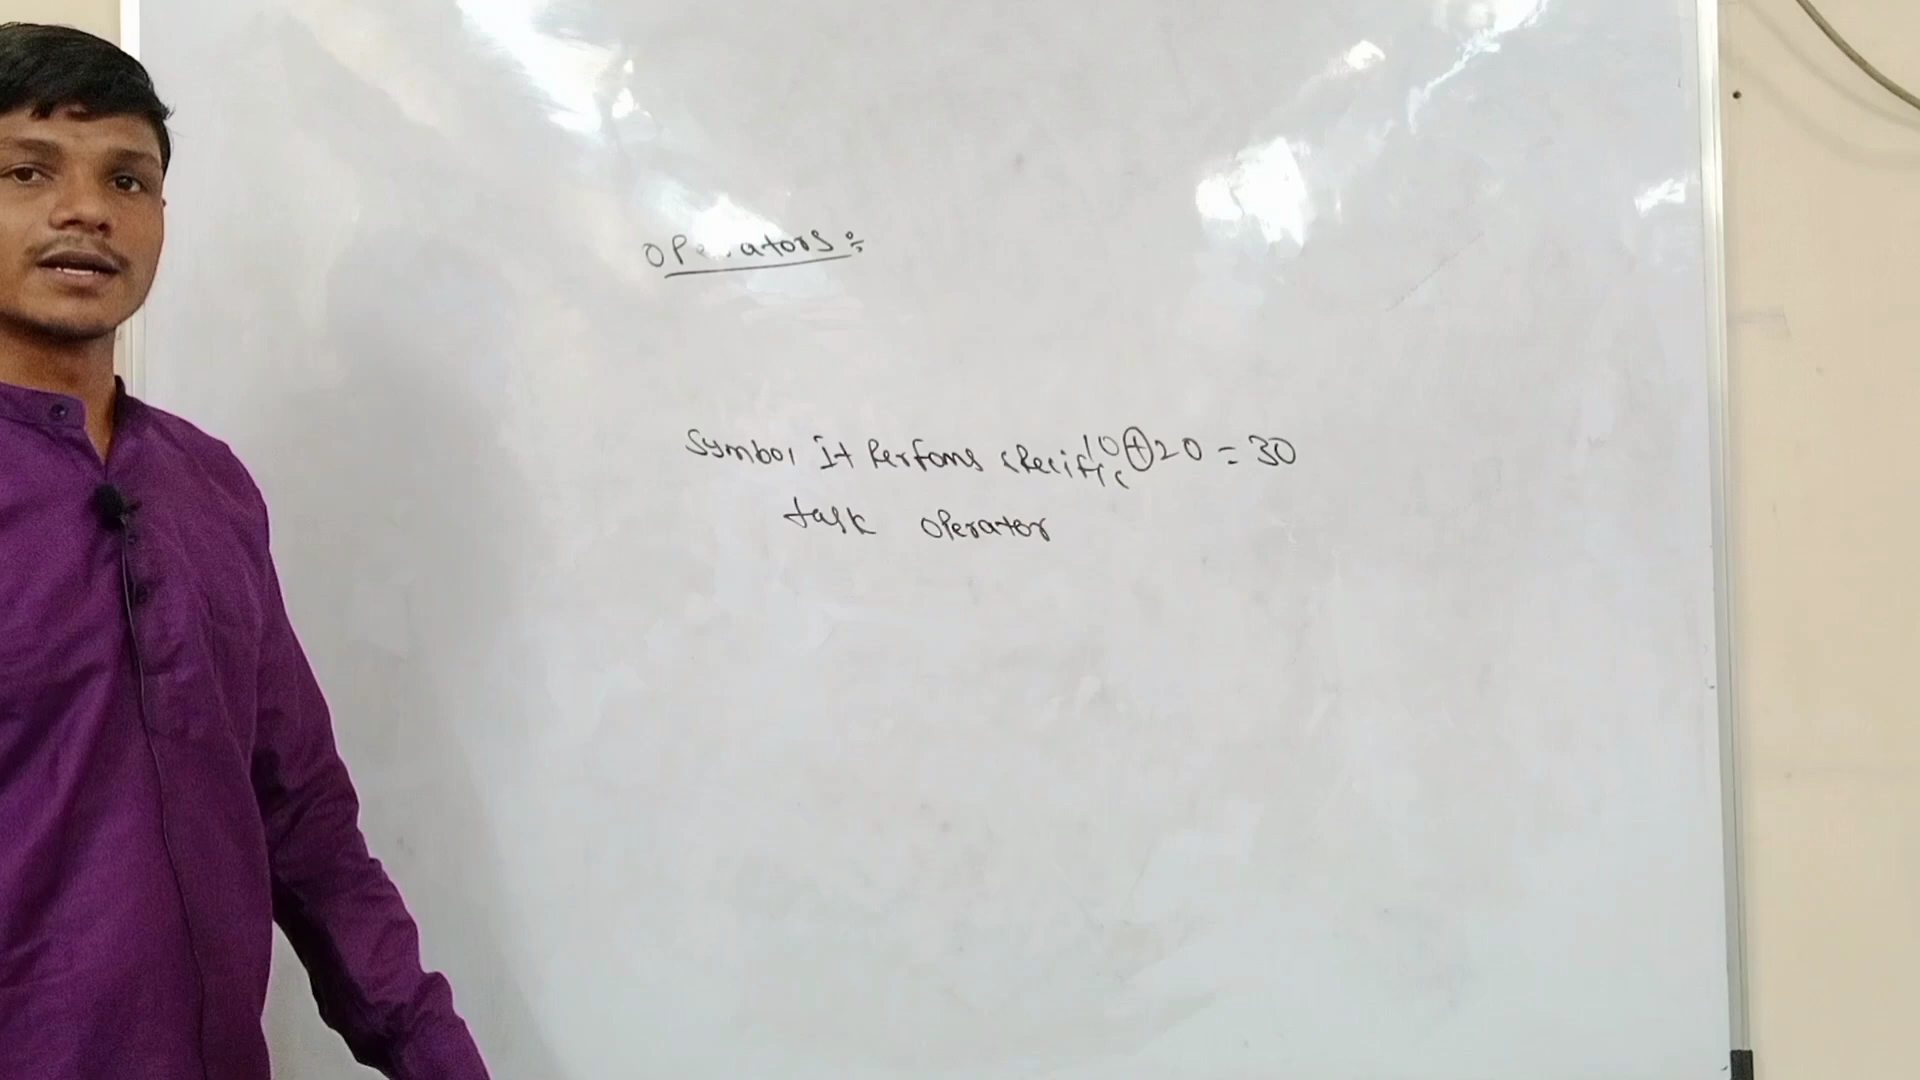 Operators:
Symbol It Performs specific 10 + 20 = 30
task operator